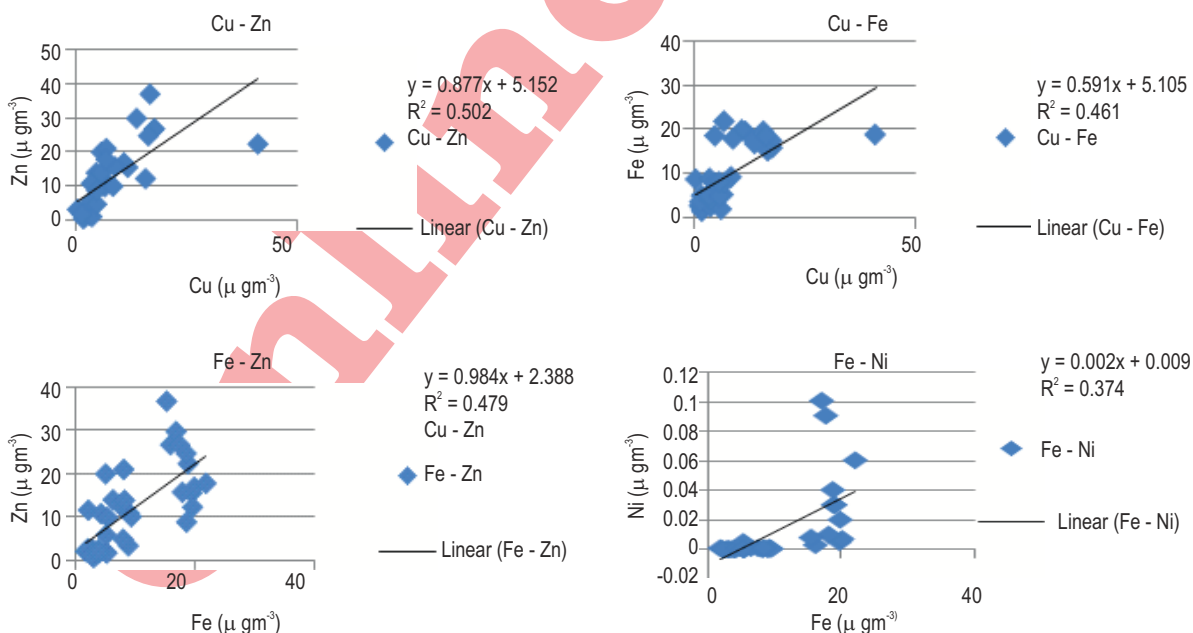 Cu - Zn
50
40
30
20
10
0
Zn (μ gm⁻³)
0
50
Cu (μ gm⁻³)
y = 0.877x + 5.152
R² = 0.502
Cu - Zn
Linear (Cu - Zn)
Cu - Fe
40
30
20
10
0
Fe (μ gm⁻³)
0
50
Cu (μ gm⁻³)
y = 0.591x + 5.105
R² = 0.461
Cu - Fe
Linear (Cu - Fe)
Fe - Zn
40
30
20
10
0
Zn (μ gm⁻³)
0
20
40
Fe (μ gm⁻³)
y = 0.984x + 2.388
R² = 0.479
Cu - Zn
Fe - Zn
Linear (Fe - Zn)
Fe - Ni
0.12
0.1
0.08
0.06
0.04
0.02
0
-0.02
Ni (μ gm⁻³)
0
20
40
Fe (μ gm⁻³⁾
y = 0.002x + 0.009
R² = 0.374
Fe - Ni
Linear (Fe - Ni)